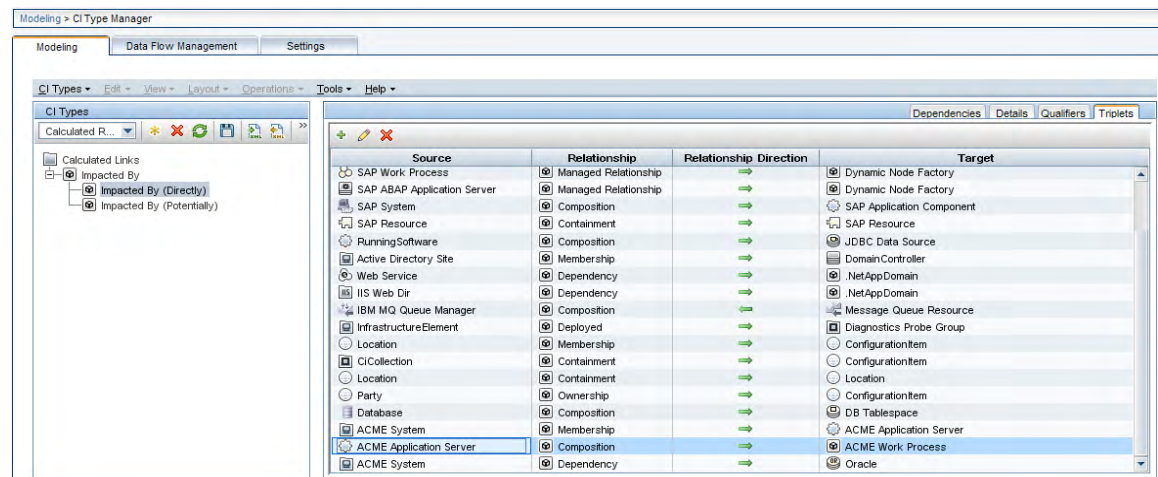 Modeling > CI Type Manager
Modeling Data Flow Management Settings
CI Types Edit View Layout Operations Tools Help
CI Types
Dependencies Details Qualifiers Triplets
Calculated R... »
Calculated Links
Impacted By
Impacted By (Directly)
Impacted By (Potentially)
Source Relationship Relationship Direction Target
SAP Work Process Managed Relationship Dynamic Node Factory
SAP ABAP Application Server Managed Relationship Dynamic Node Factory
SAP System Composition SAP Application Component
SAP Resource Containment SAP Resource
RunningSoftware Composition JDBC Data Source
Active Directory Site Membership DomainController
Web Service Dependency .NetAppDomain
IIS Web Dir Dependency .NetAppDomain
IBM MQ Queue Manager Composition Message Queue Resource
InfrastructureElement Deployed Diagnostics Probe Group
Location Membership ConfigurationItem
CiCollection Containment ConfigurationItem
Location Containment Location
Party Ownership ConfigurationItem
Database Composition DB Tablespace
ACME System Membership ACME Application Server
ACME Application Server Composition ACME Work Process
ACME System Dependency Oracle